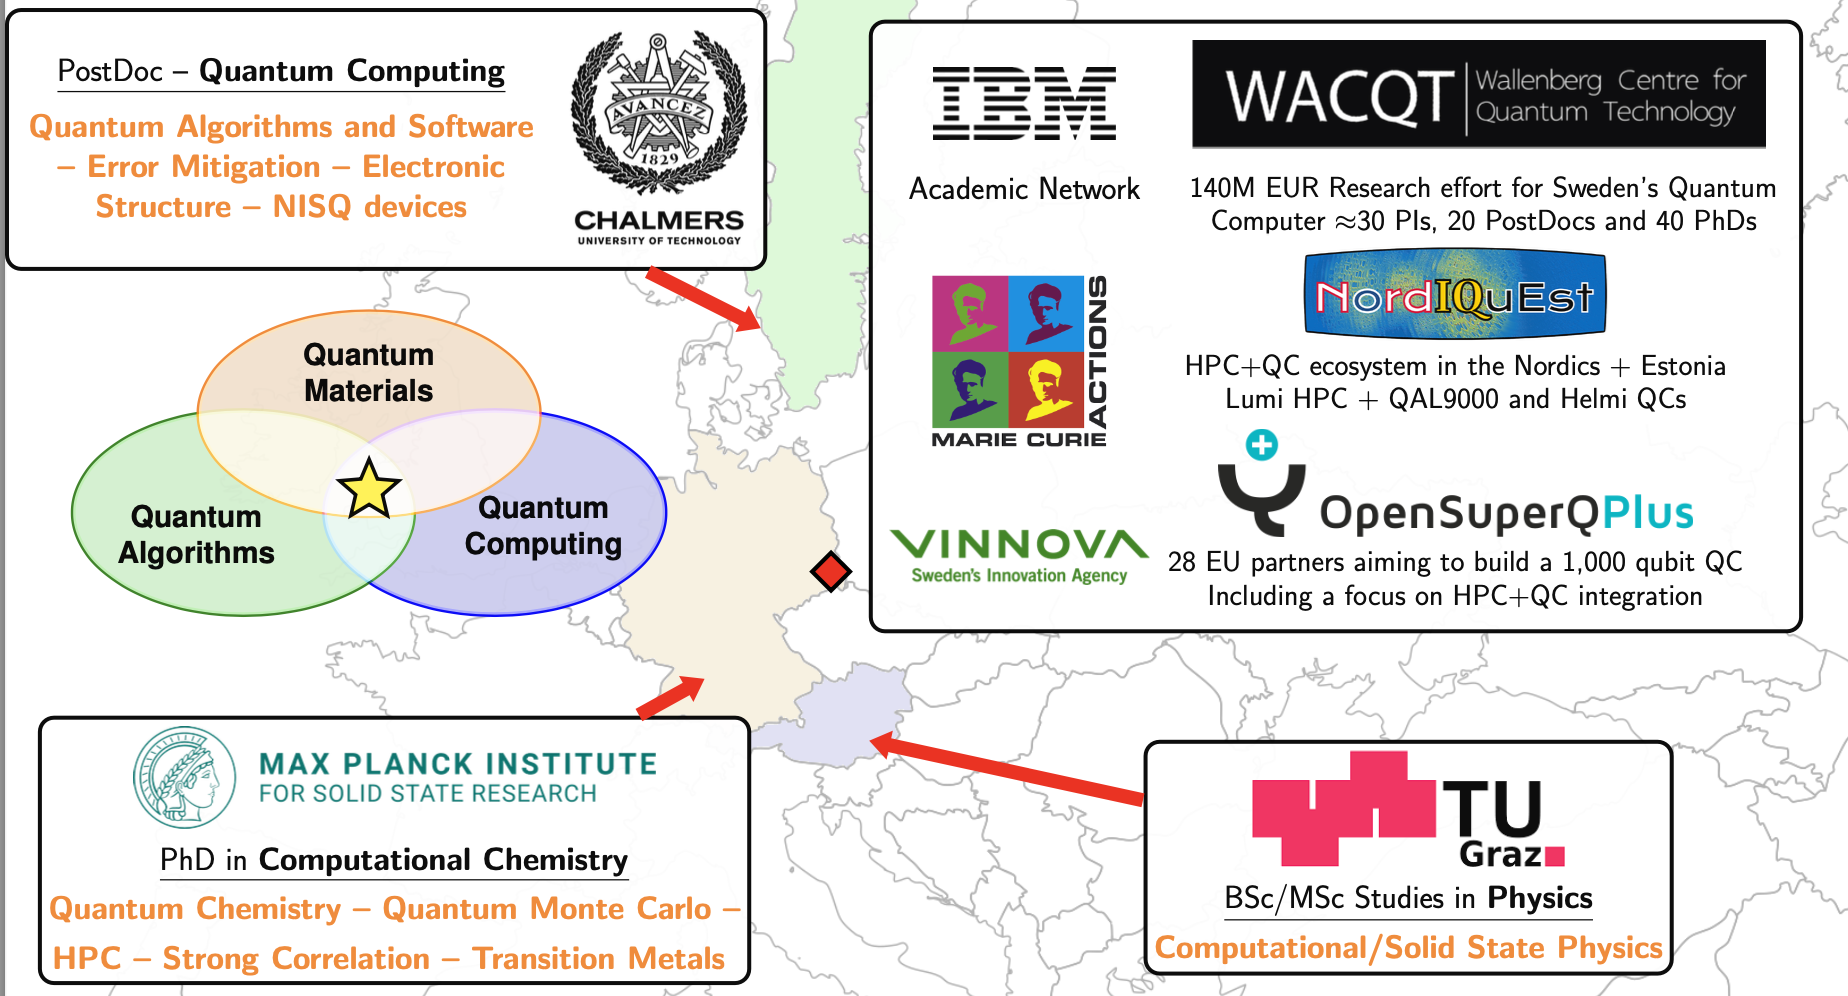 PostDoc – Quantum Computing
Quantum Algorithms and Software
– Error Mitigation – Electronic
Structure – NISQ devices
AVANCEZ
1829
CHALMERS
UNIVERSITY OF TECHNOLOGY
IBM
Academic Network
WACQT
Wallenberg Centre for
Quantum Technology
140M EUR Research effort for Sweden's Quantum
Computer ≈30 PIs, 20 PostDocs and 40 PhDs
MARIE CURIE
ACTIONS
NordIQuEst
HPC+QC ecosystem in the Nordics + Estonia
Lumi HPC + QAL9000 and Helmi QCs
VINNOVA
Sweden's Innovation Agency
OpenSuperQPlus
28 EU partners aiming to build a 1,000 qubit QC
Including a focus on HPC+QC integration
Quantum
Materials
Quantum
Algorithms
Quantum
Computing
MAX PLANCK INSTITUTE
FOR SOLID STATE RESEARCH
PhD in Computational Chemistry
Quantum Chemistry – Quantum Monte Carlo –
HPC – Strong Correlation – Transition Metals
TU
Graz
BSc/MSc Studies in Physics
Computational/Solid State Physics